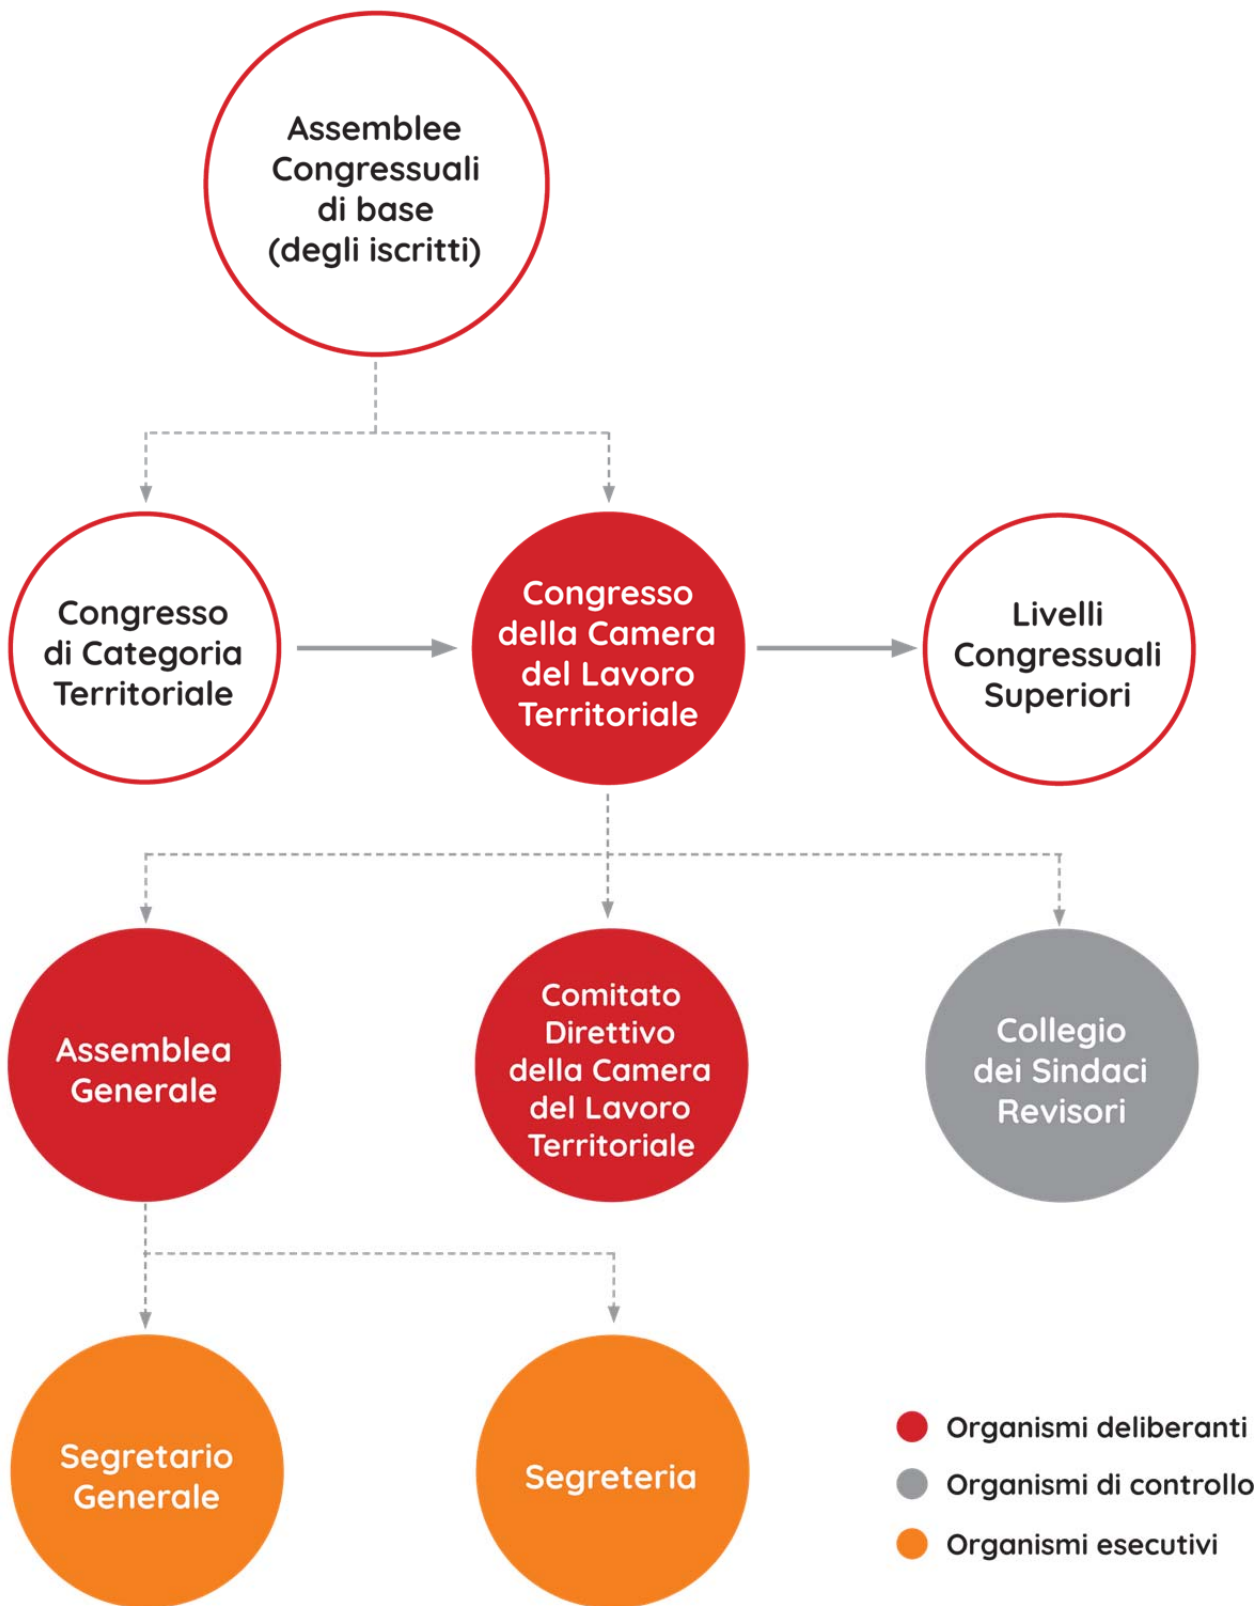 Assemblee
Congressuali
di base
(degli iscritti)
Congresso
di Categoria
Territoriale
Congresso
della Camera
del Lavoro
Territoriale
Livelli
Congressuali
Superiori
Assemblea
Generale
Comitato
Direttivo
della Camera
del Lavoro
Territoriale
Collegio
dei Sindaci
Revisori
Segretario
Generale
Segreteria
Organismi deliberanti
Organismi di controllo
Organismi esecutivi